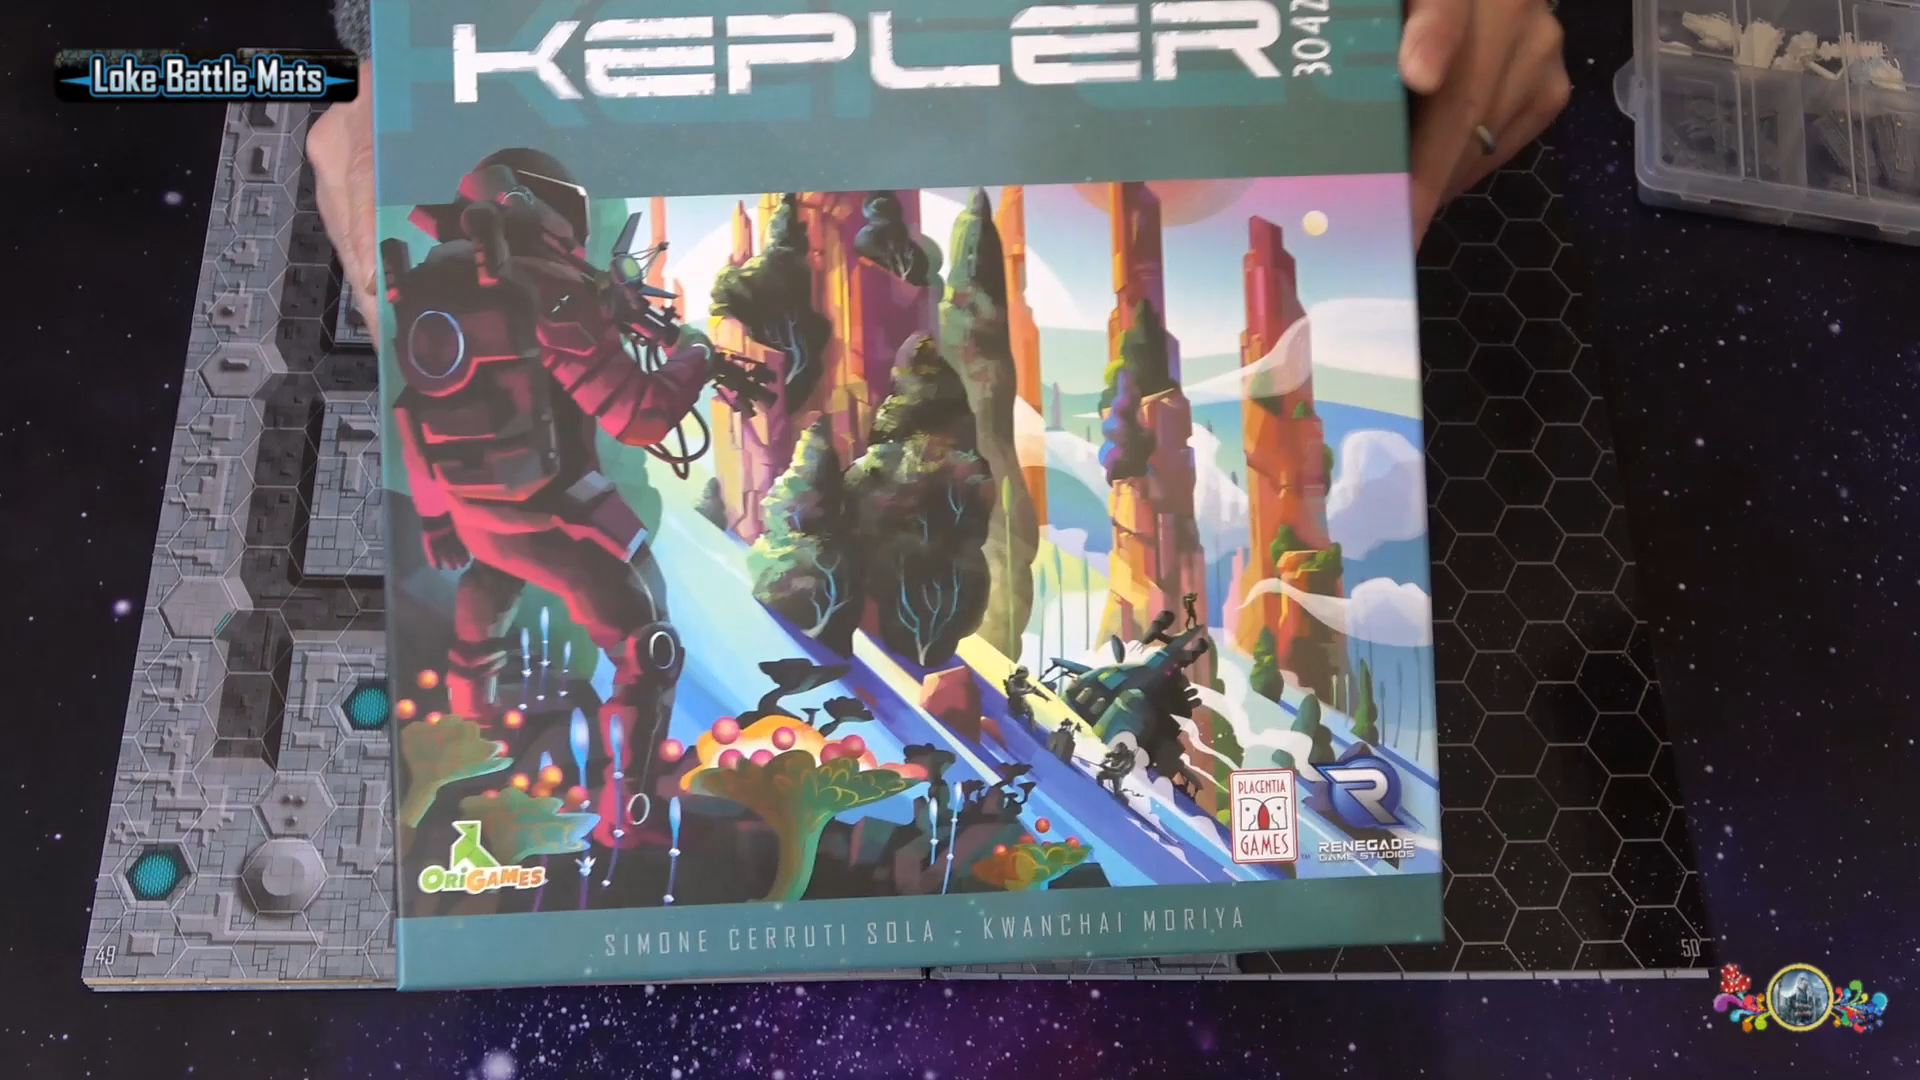 Loke Battle Mats
KEPLER
3042
PLACENTIA
GAMES
RENEGADE
GAME STUDIOS
ORIGAMES
SIMONE CERRUTI SOLA - KWANCHAI MORIYA
49
50